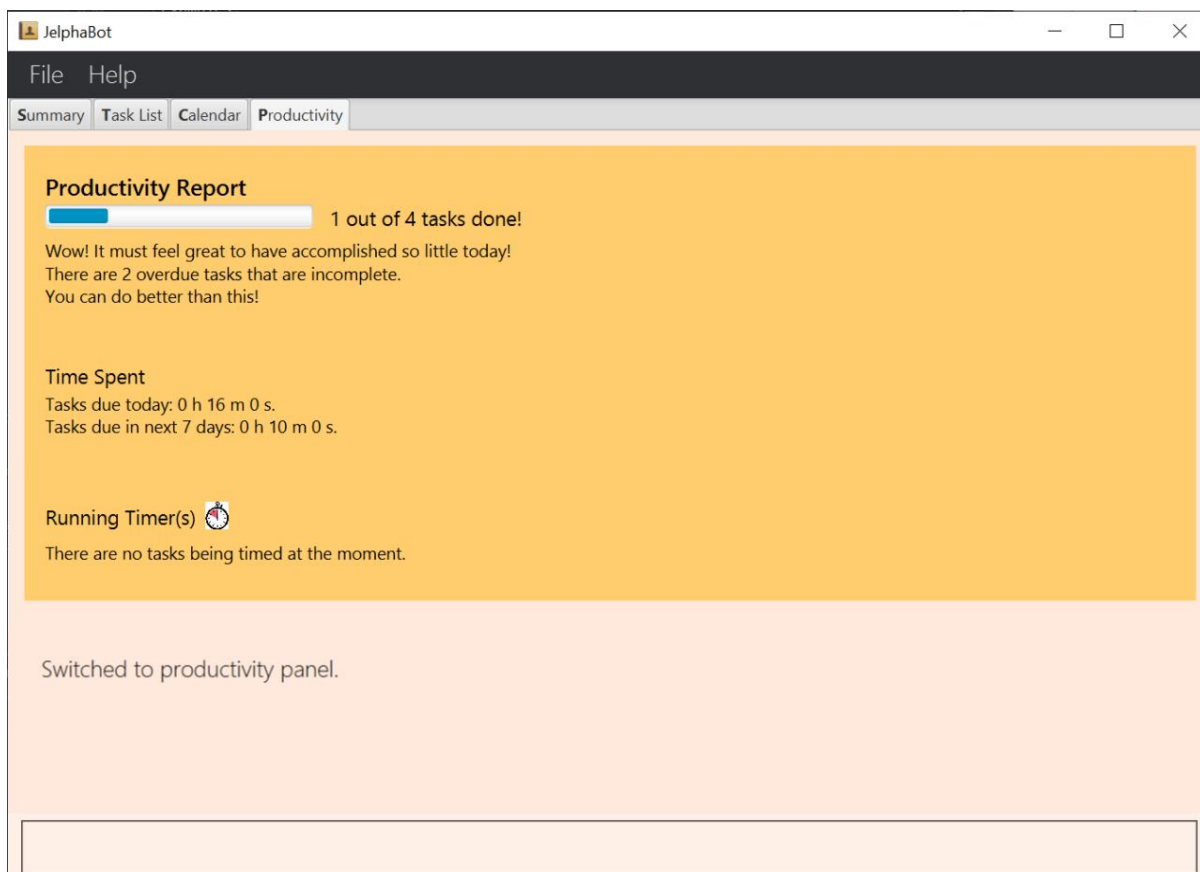 JelphaBot
File Help
Summary Task List Calendar Productivity
Productivity Report
1 out of 4 tasks done!
Wow! It must feel great to have accomplished so little today!
There are 2 overdue tasks that are incomplete.
You can do better than this!
Time Spent
Tasks due today: 0 h 16 m 0 s.
Tasks due in next 7 days: 0 h 10 m 0 s.
Running Timer(s)
There are no tasks being timed at the moment.
Switched to productivity panel.